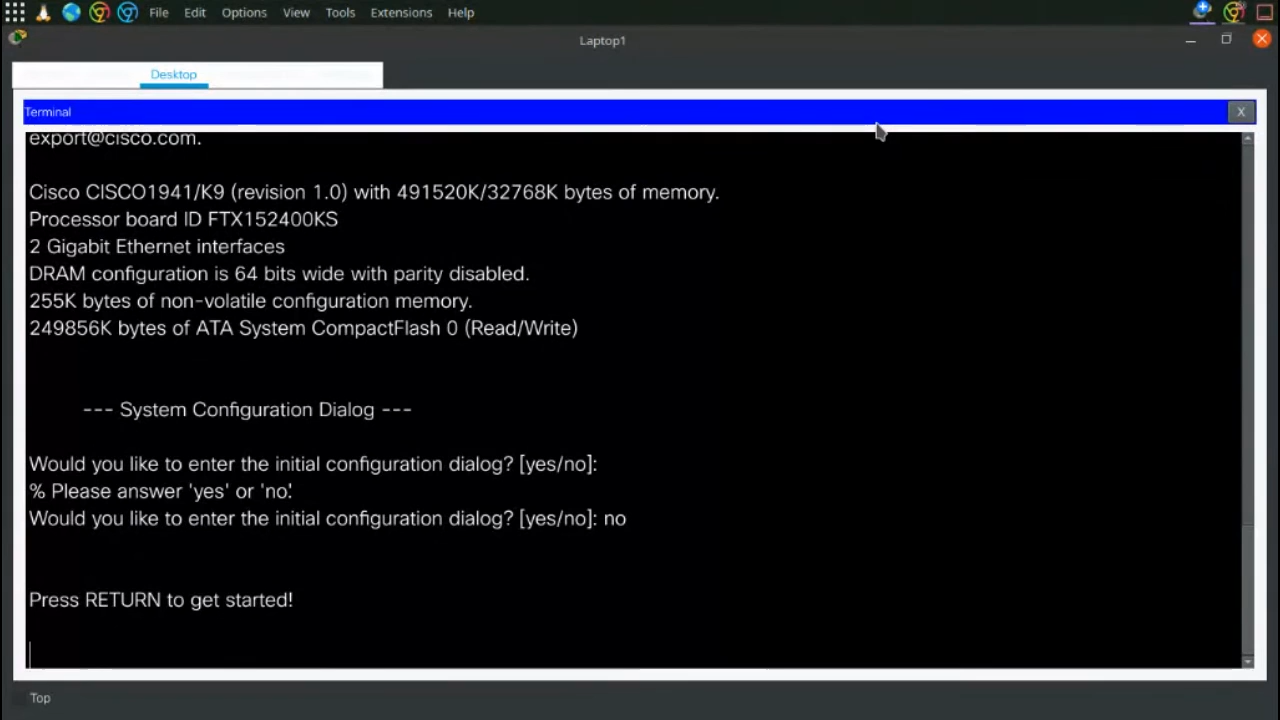 File Edit Options View Tools Extensions Help
Laptop1
Desktop
Terminal
X
export@cisco.com.
Cisco CISCO1941/K9 (revision 1.0) with 491520K/32768K bytes of memory.
Processor board ID FTX152400KS
2 Gigabit Ethernet interfaces
DRAM configuration is 64 bits wide with parity disabled.
255K bytes of non-volatile configuration memory.
249856K bytes of ATA System CompactFlash 0 (Read/Write)
--- System Configuration Dialog ---
Would you like to enter the initial configuration dialog? [yes/no]:
% Please answer 'yes' or 'no'.
Would you like to enter the initial configuration dialog? [yes/no]: no
Press RETURN to get started!
Top